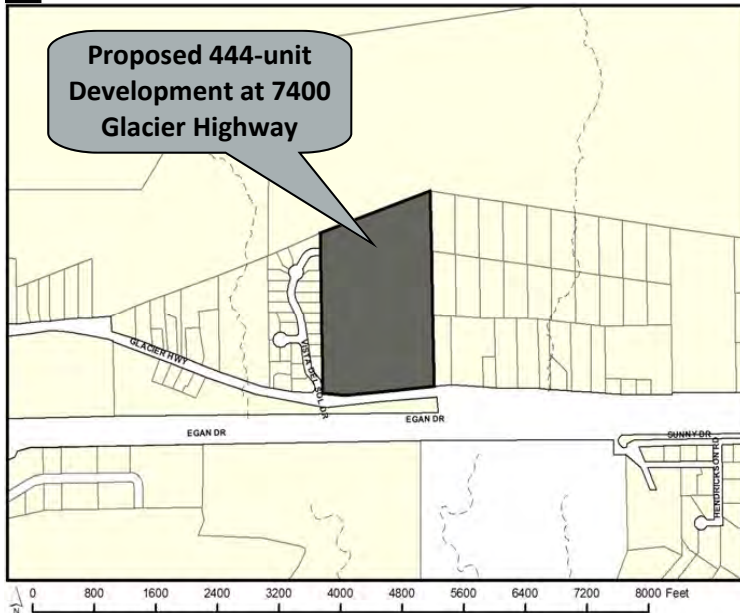 Proposed 444-unit
Development at 7400
Glacier Highway
GLACIER HWY
VISTA DEL SOL DR
EGAN DR
EGAN DR
SUNNY DR
HENDRICKSON RD
0 800 1600 2400 3200 4000 4800 5600 6400 7200 8000 Feet